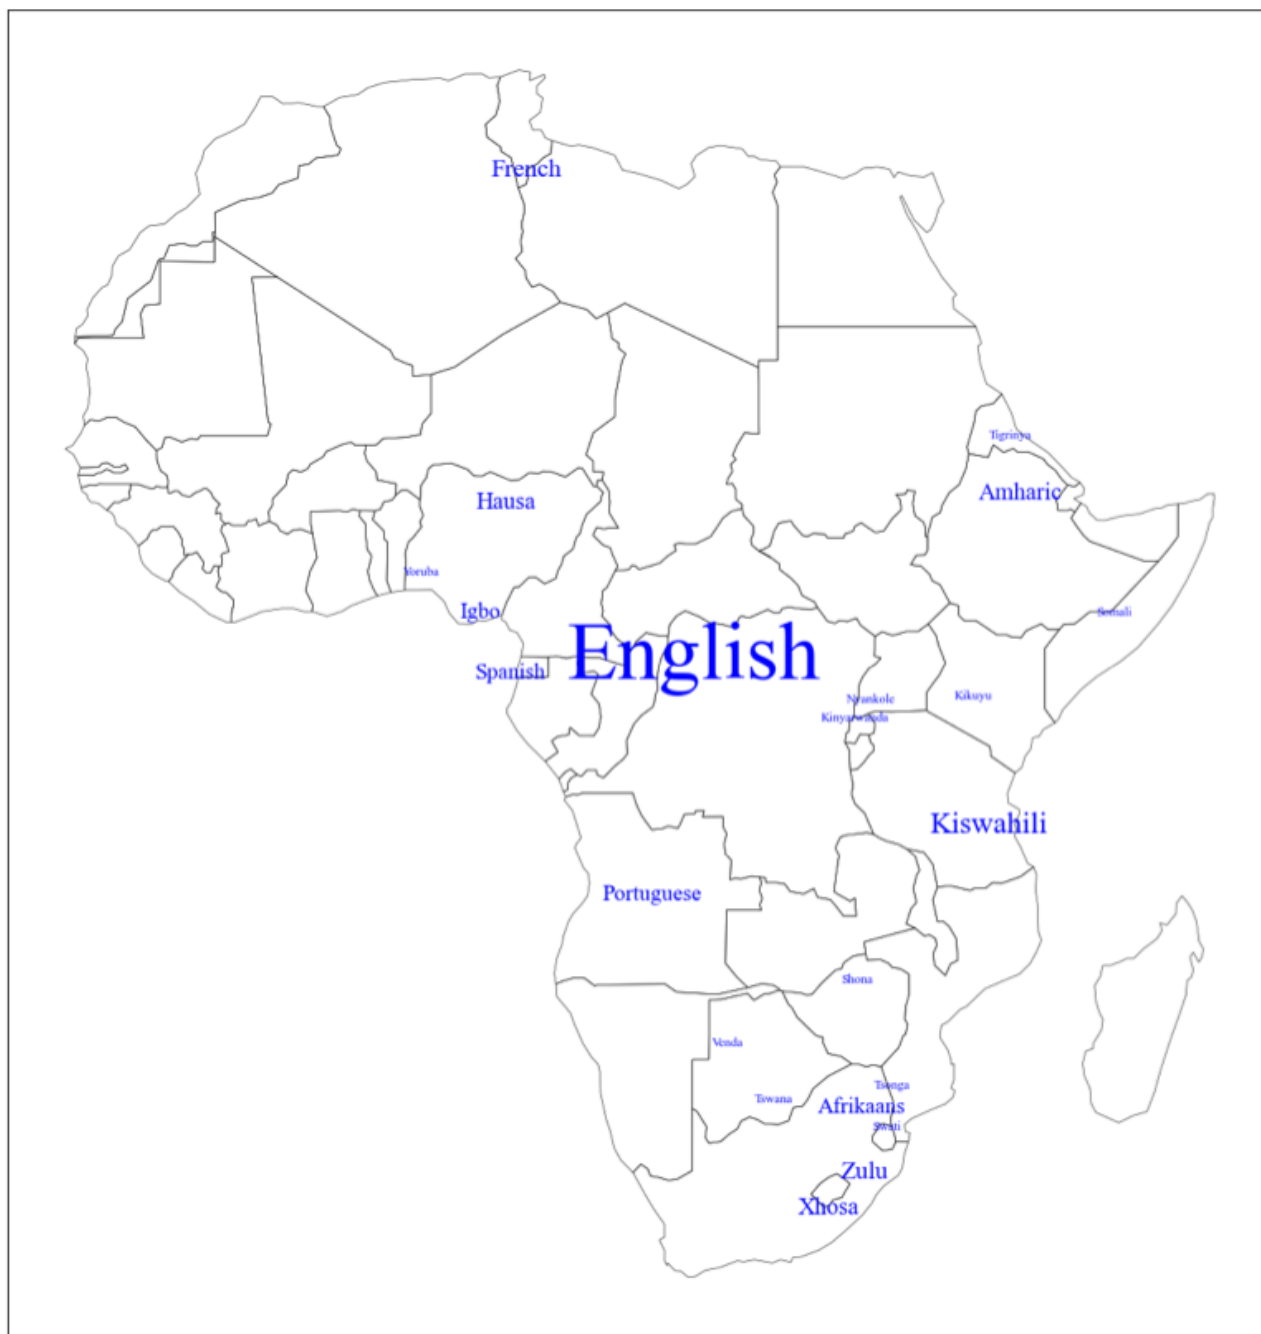 French
Tigrinya
Amharic
Hausa
Yoruba
Igbo
Somali
English
Spanish
Nyankole
Kikuyu
Kinyarwanda
Kiswahili
Portuguese
Shona
Venda
Tsonga
Tswana
Afrikaans
Swati
Zulu
Xhosa